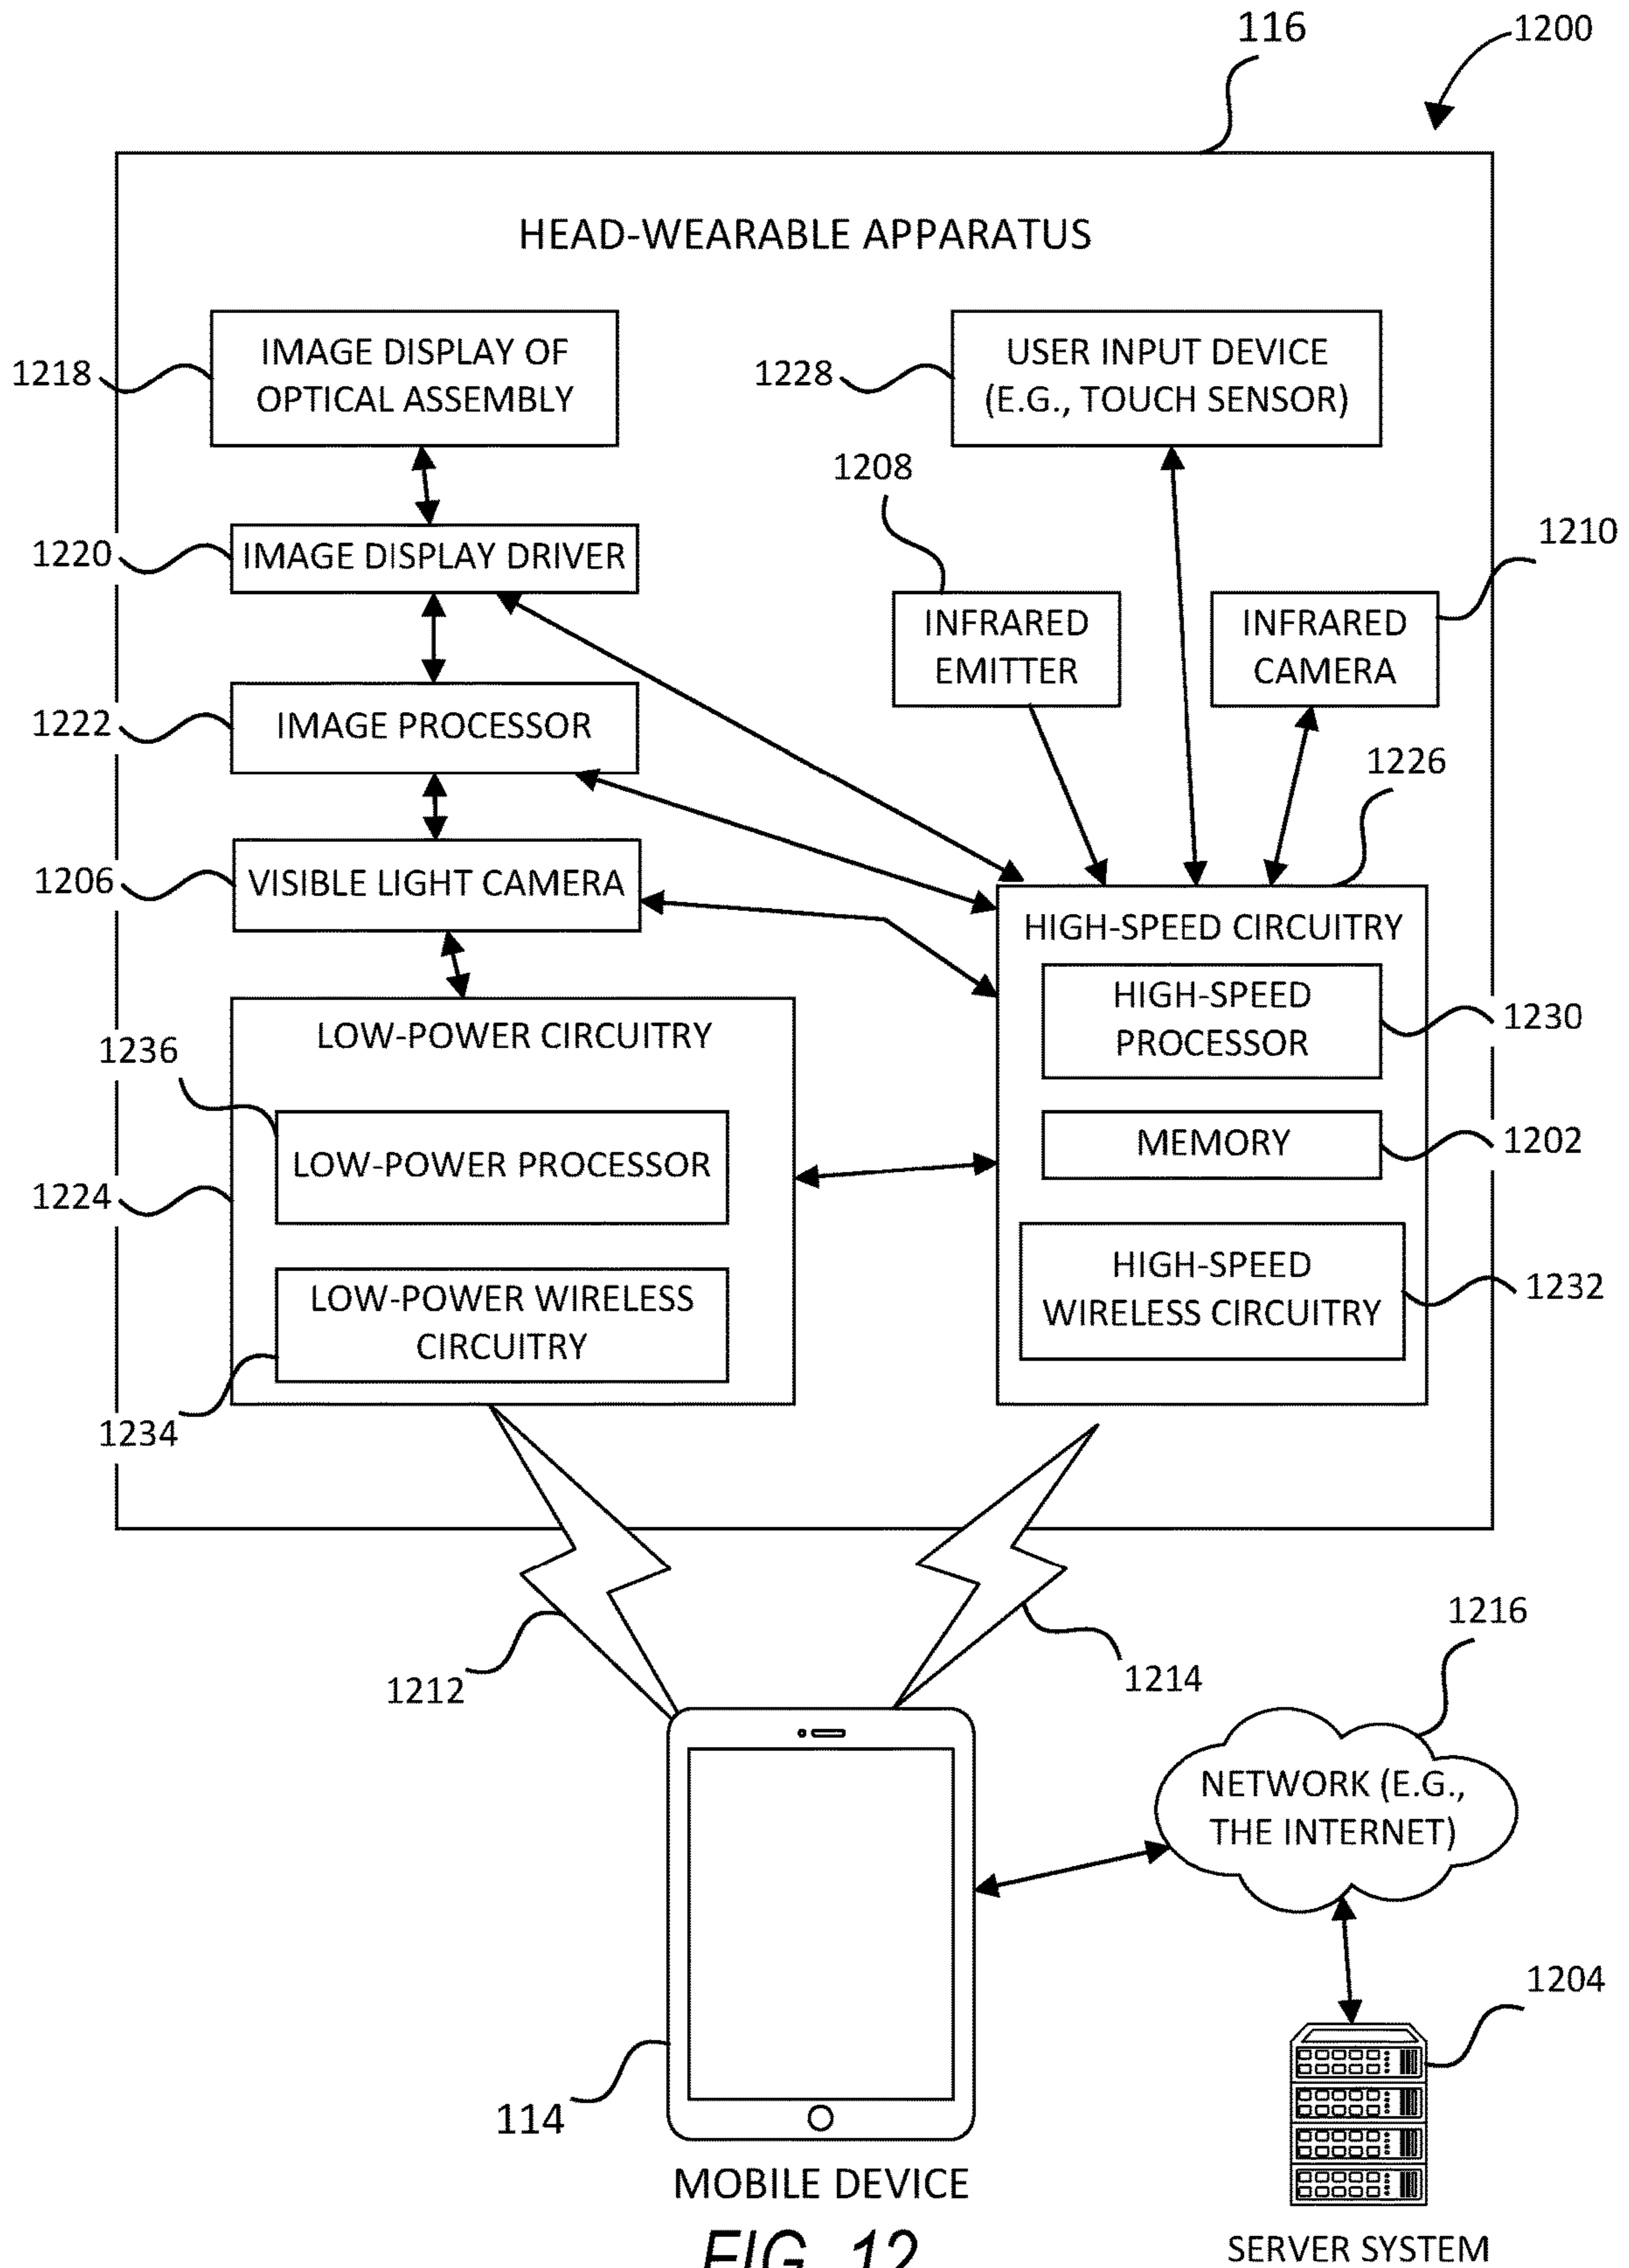 116
1200
HEAD-WEARABLE APPARATUS
1218
IMAGE DISPLAY OF
OPTICAL ASSEMBLY
1228
USER INPUT DEVICE
(E.G., TOUCH SENSOR)
1208
1220
IMAGE DISPLAY DRIVER
1210
INFRARED
EMITTER
INFRARED
CAMERA
1222
IMAGE PROCESSOR
1226
1206
VISIBLE LIGHT CAMERA
HIGH-SPEED CIRCUITRY
HIGH-SPEED
PROCESSOR
1230
LOW-POWER CIRCUITRY
1236
MEMORY
1202
LOW-POWER PROCESSOR
1224
HIGH-SPEED
WIRELESS CIRCUITRY
1232
LOW-POWER WIRELESS
CIRCUITRY
1234
1212
1214
1216
NETWORK (E.G.,
THE INTERNET)
1204
114
MOBILE DEVICE
FIG. 12
SERVER SYSTEM